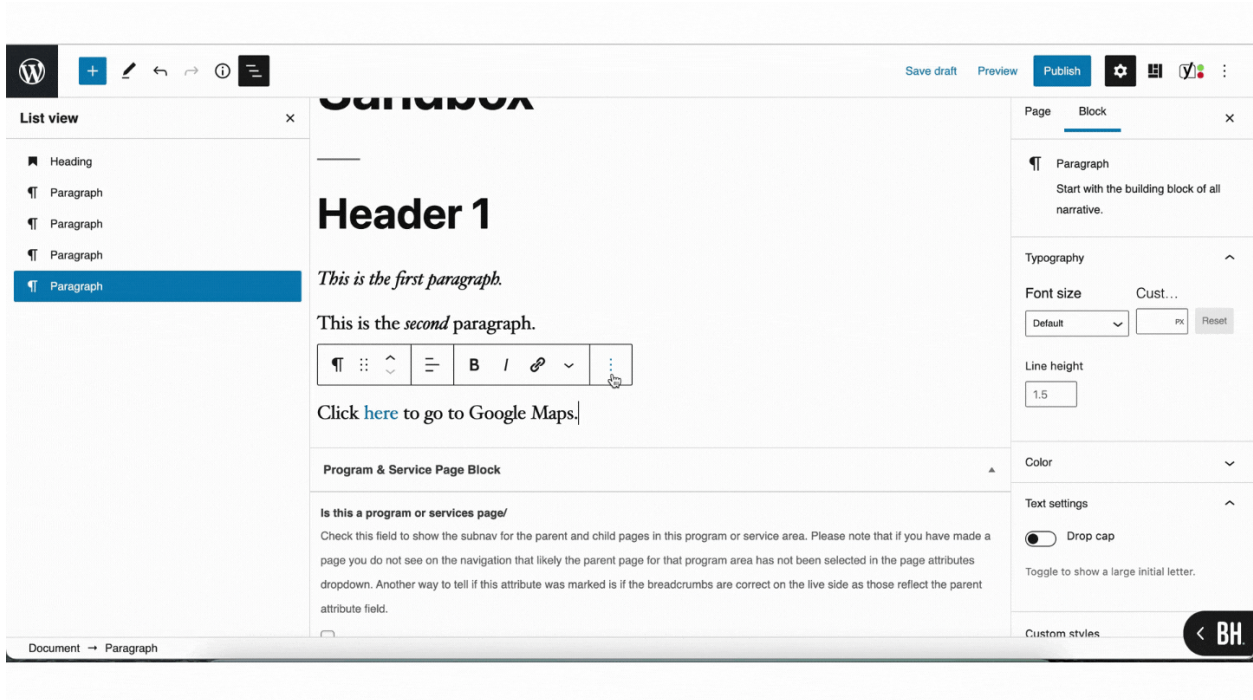 Save draft
Preview
Publish
List view
Heading
Paragraph
Paragraph
Paragraph
Paragraph
Sandbox
Header 1
This is the first paragraph.
This is the second paragraph.
B I
Click here to go to Google Maps.
Program & Service Page Block
Is this a program or services page/
Check this field to show the subnav for the parent and child pages in this program or service area. Please note that if you have made a
page you do not see on the navigation that likely the parent page for that program area has not been selected in the page attributes
dropdown. Another way to tell if this attribute was marked is if the breadcrumbs are correct on the live side as those reflect the parent
attribute field.
Page Block
Paragraph
Start with the building block of all
narrative.
Typography
Font size Cust...
Default PX Reset
Line height
1.5
Color
Text settings
Drop cap
Toggle to show a large initial letter.
Custom styles
BH.
Document → Paragraph